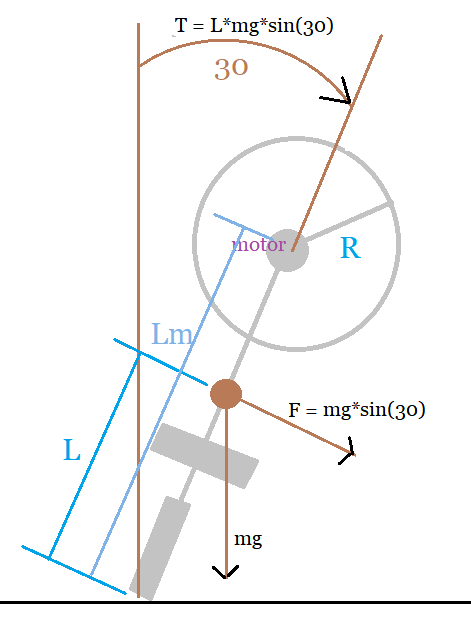 T = L*mg*sin(30)
30
motor
R
Lm
F = mg*sin(30)
L
mg